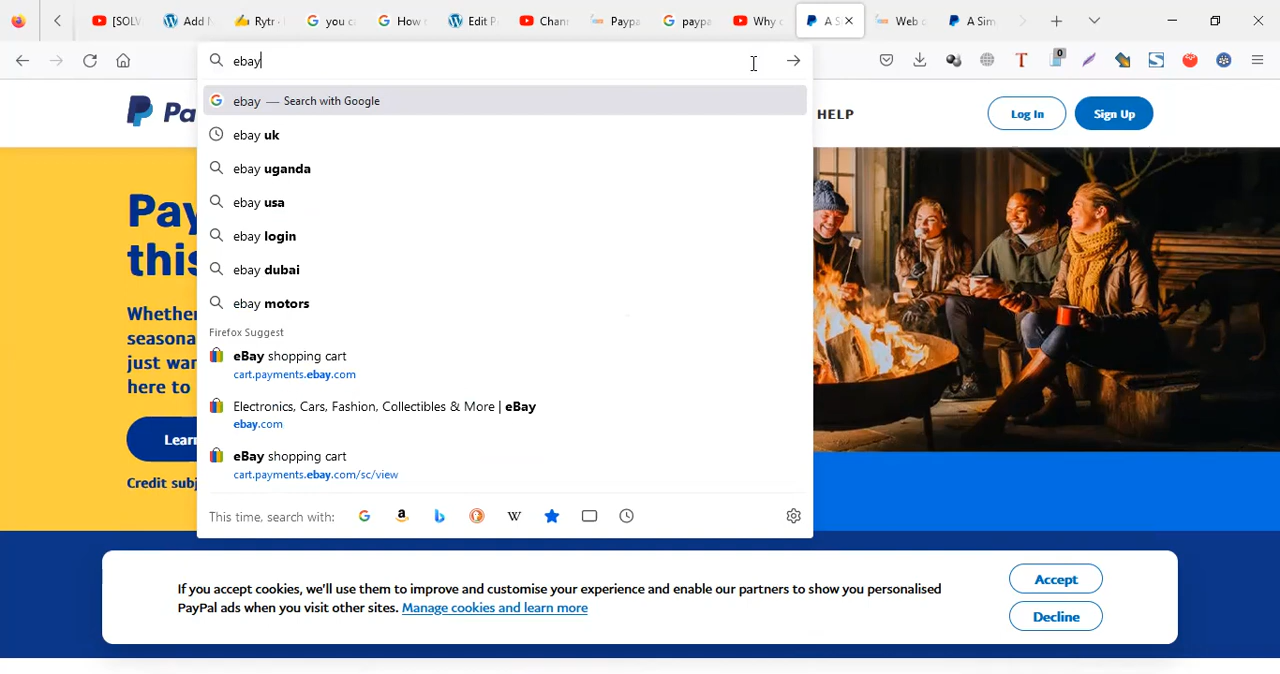 [SOLV
Add N
Rytr -
you c
How
Edit P
Chan
Paypa
paypa
Why c
A S
Web c
A Sim
ebay
0
T
ebay — Search with Google
ebay uk
ebay uganda
ebay usa
ebay login
ebay dubai
ebay motors
Firefox Suggest
eBay shopping cart
cart.payments.ebay.com
Electronics, Cars, Fashion, Collectibles & More | eBay
ebay.com
eBay shopping cart
cart.payments.ebay.com/sc/view
This time, search with:
Pa
HELP
Log In
Sign Up
Pay
this
Whether
seasona
just wan
here to
Learn
Credit subj
If you accept cookies, we'll use them to improve and customise your experience and enable our partners to show you personalised
PayPal ads when you visit other sites. Manage cookies and learn more
Accept
Decline